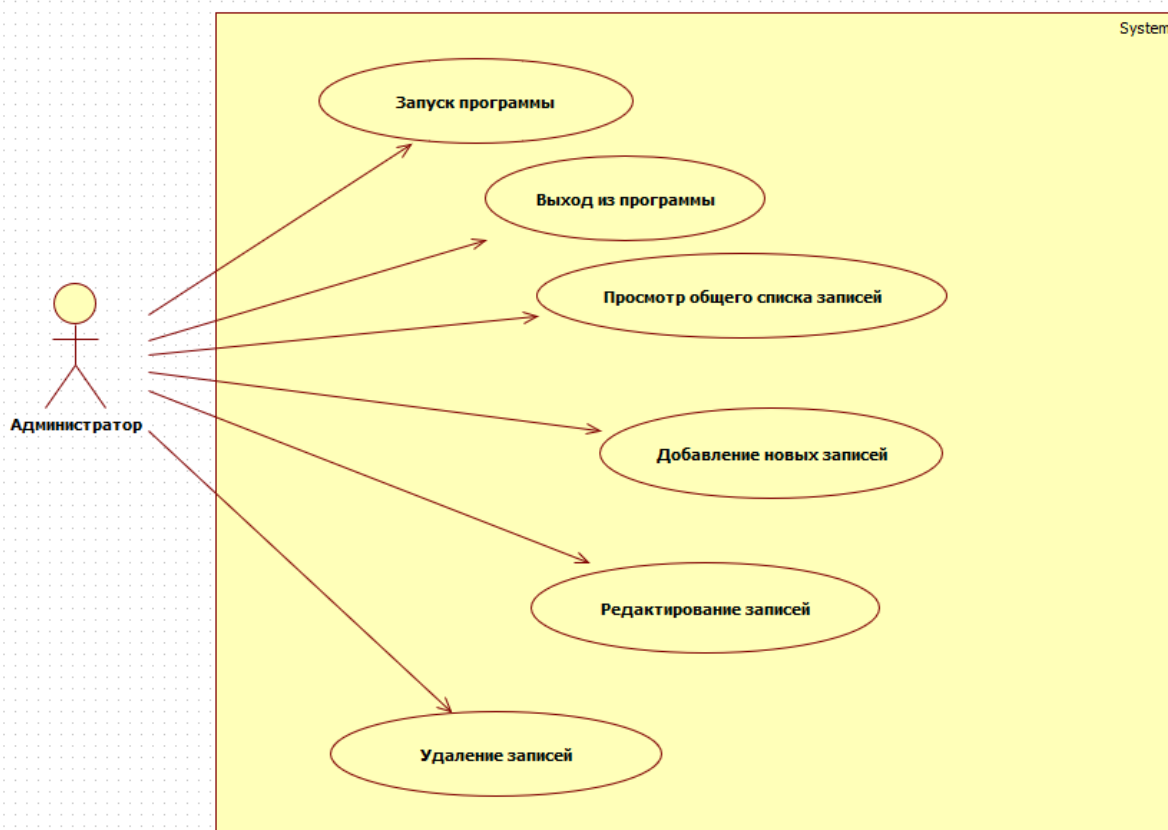 System
Запуск программы
Выход из программы
Просмотр общего списка записей
Администратор
Добавление новых записей
Редактирование записей
Удаление записей